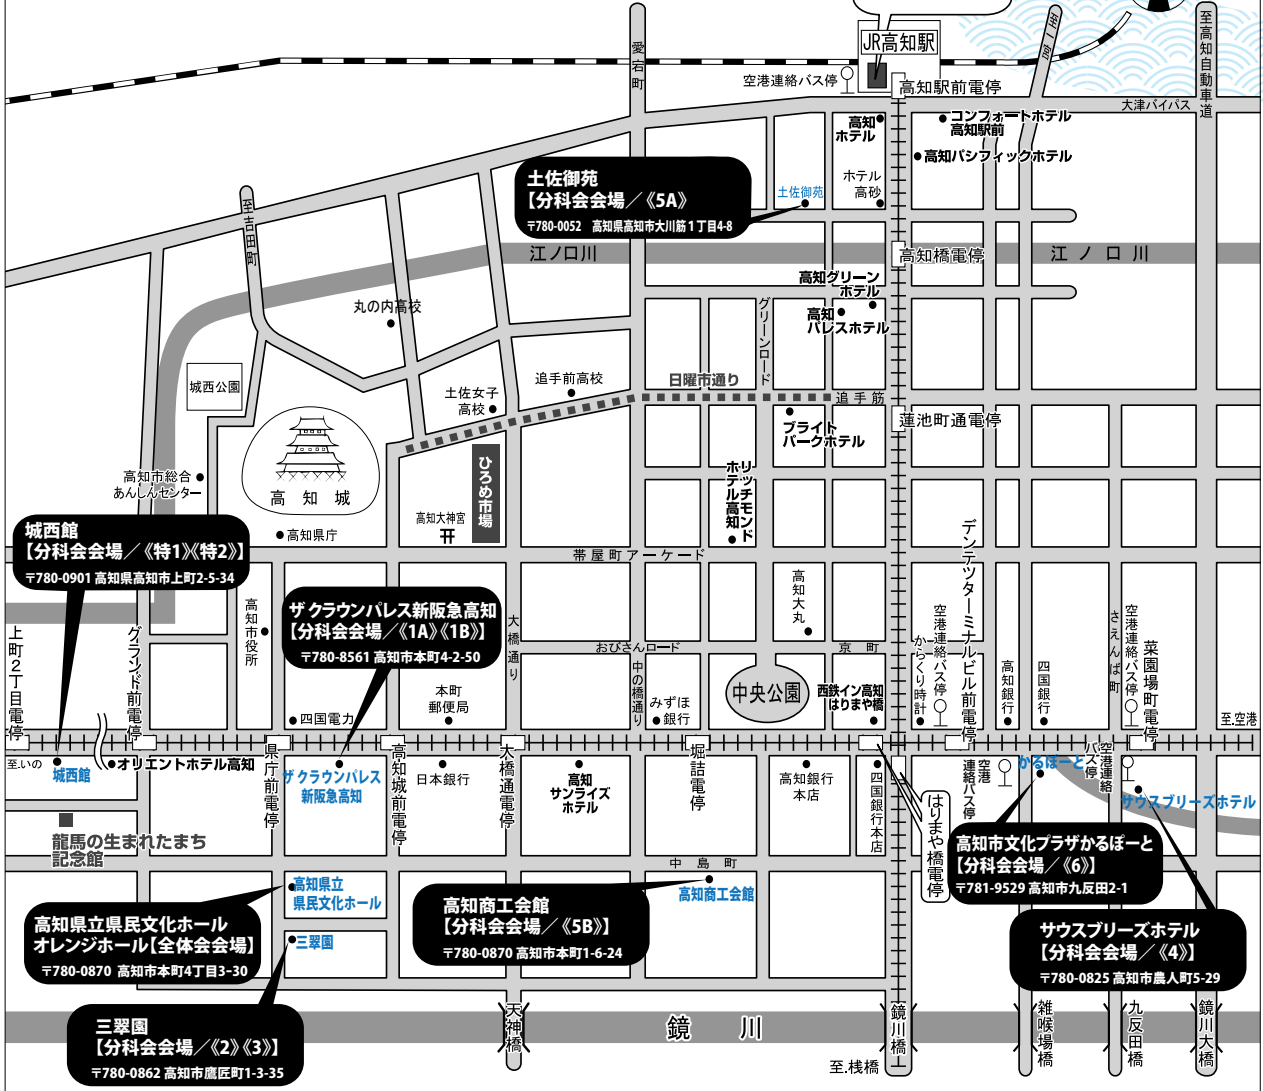 JR高知駅
愛宕町
至一宮
至高知自動車道
空港連絡バス停
高知駅前電停
大津バイパス
高知
ホテル
コンフォートホテル
高知駅前
高知パシフィックホテル
土佐御苑
【分科会会場／《5A》
〒780-0052　高知県高知市大川筋１丁目4-8
土佐御苑
ホテル
高砂
至吉田町
江ノ口川
高知橋電停
江ノ口川
高知グリーン
ホテル
高知
パレスホテル
丸の内高校
グリーンロード
城西公園
土佐女子
高校
追手前高校
日曜市通り
追手筋
蓮池町通電停
ブライト
パークホテル
高知市総合
あんしんセンター
高知城
高知県庁
高知大神宮
ひろめ市場
リッチモンド
ホテル高知
帯屋町アーケード
デンテツターミナルビル前電停
城西館
【分科会会場／《特1》《特2》】
〒780-0901 高知県高知市上町2-5-34
上町2丁目電停
グランド前電停
高知市役所
ザ クラウンパレス新阪急高知
【分科会会場／《1A》《1B》】
〒780-8561 高知市本町4-2-50
大橋通り
高知大丸
おびさんロード
京町
中の橋通り
中央公園
西鉄イン高知
はりまや橋
からくり時計
空港連絡バス停
高知銀行
四国銀行
さえんば町
空港連絡バス停
菜園場町電停
四国電力
本町
郵便局
みずほ
銀行
至.空港
至.いの
城西館
オリエントホテル高知
県庁前電停
ザ クラウンパレス
新阪急高知
高知城前電停
日本銀行
大橋通電停
高知
サンライズ
ホテル
堀詰電停
高知銀行
本店
四国銀行本店
はりまや橋電停
空港
連絡バス停
かるぽーと
空港連絡
バス停
サウスブリーズホテル
龍馬の生まれたまち
記念館
中島町
高知市文化プラザかるぽーと
【分科会会場／《6》】
〒781-9529 高知市九反田2-1
高知県立
県民文化ホール
高知商工会館
高知商工会館
【分科会会場／《5B》】
〒780-0870 高知市本町1-6-24
高知県立県民文化ホール
オレンジホール【全体会会場】
〒780-0870 高知市本町4丁目3-30
三翠園
サウスブリーズホテル
【分科会会場／《4》】
〒780-0825 高知市農人町5-29
三翠園
【分科会会場／《2》《3》】
〒780-0862 高知市鷹匠町1-3-35
天神橋
鏡川
鏡川橋
雑喉場橋
九反田橋
鏡川大橋
至.桟橋